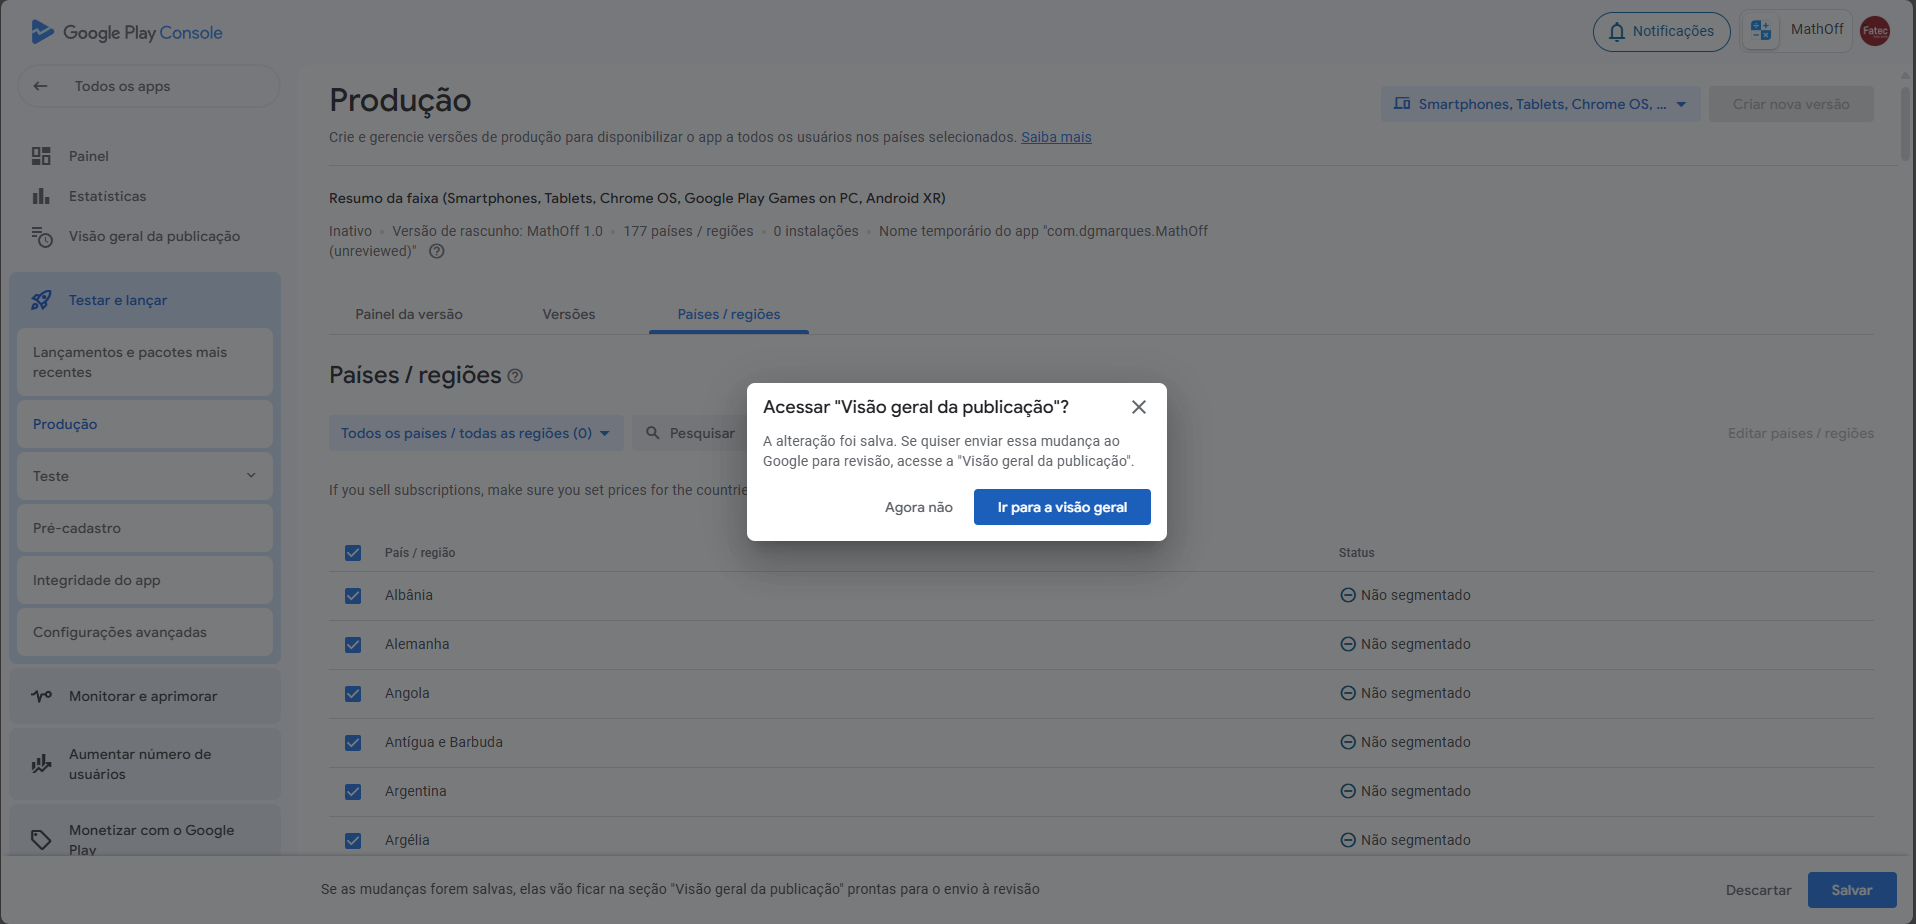 Google Play Console
Notificações
MathOff
Fatec
Todos os apps
Painel
Estatísticas
Visão geral da publicação
Testar e lançar
Lançamentos e pacotes mais
recentes
Produção
Teste
Pré-cadastro
Integridade do app
Configurações avançadas
Monitorar e aprimorar
Aumentar número de
usuários
Monetizar com o Google
Play
Produção
Smartphones, Tablets, Chrome OS, ...
Criar nova versão
Crie e gerencie versões de produção para disponibilizar o app a todos os usuários nos países selecionados. Saiba mais
Resumo da faixa (Smartphones, Tablets, Chrome OS, Google Play Games on PC, Android XR)
Inativo • Versão de rascunho: MathOff 1.0 • 177 países / regiões • 0 instalações • Nome temporário do app "com.dgmarques.MathOff
(unreviewed)"
Painel da versão
Versões
Países / regiões
Países / regiões
Todos os países / todas as regiões (0)
Pesquisar
Editar países / regiões
If you sell subscriptions, make sure you set prices for the countrie
Acessar "Visão geral da publicação"?
A alteração foi salva. Se quiser enviar essa mudança ao
Google para revisão, acesse a "Visão geral da publicação".
Agora não
Ir para a visão geral
País / região
Status
Albânia
Não segmentado
Alemanha
Não segmentado
Angola
Não segmentado
Antígua e Barbuda
Não segmentado
Argentina
Não segmentado
Argélia
Não segmentado
Se as mudanças forem salvas, elas vão ficar na seção "Visão geral da publicação" prontas para o envio à revisão
Descartar
Salvar